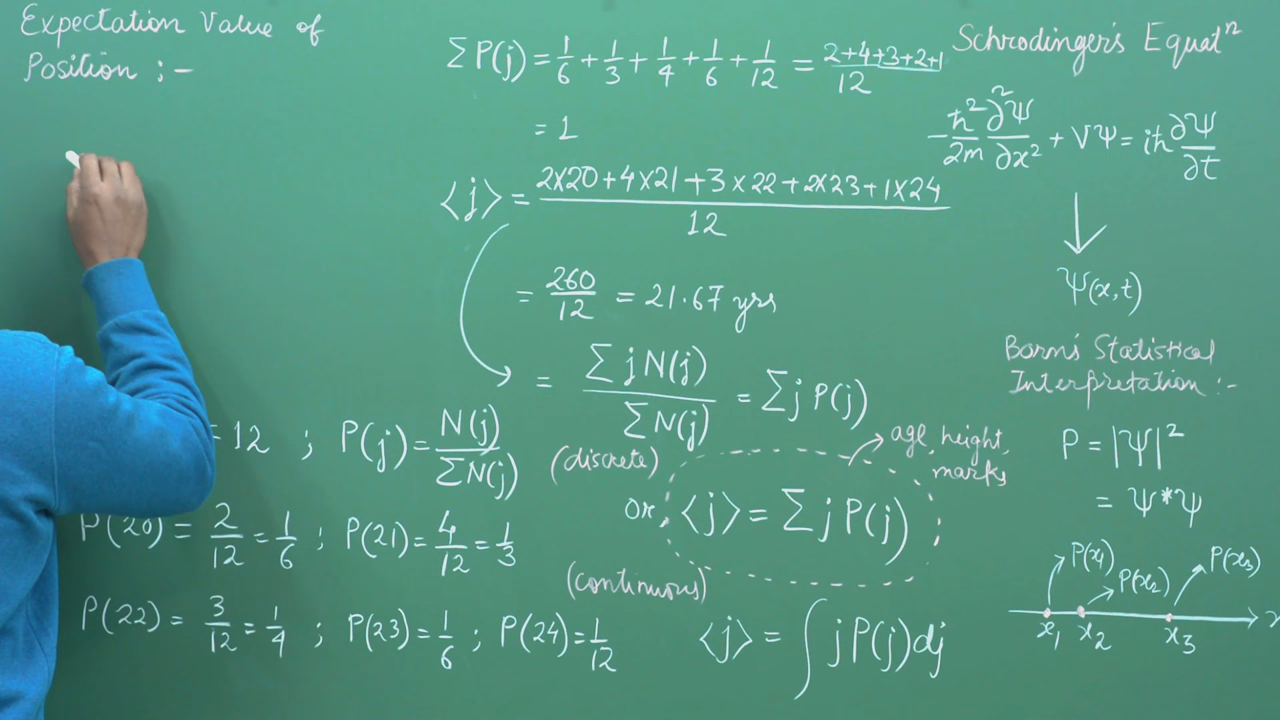 Expectation Value of
Position :-
ΣP(j) = 1/6 + 1/3 + 1/4 + 1/6 + 1/12 = (2+4+3+2+1)/12
= 1
⟨j⟩ = (2×20+4×21+3×22+2×23+1×24)/12
= 260/12 = 21.67 yrs
= Σ j N(j) / Σ N(j) = Σ j P(j)
= 12 ; P(j) = N(j)/ΣN(j)
P(20) = 2/12 = 1/6 ; P(21) = 4/12 = 1/3
P(22) = 3/12 = 1/4 ; P(23) = 1/6 ; P(24) = 1/12
(discrete)
age, height,
marks
or, ⟨j⟩ = Σ j P(j)
(continuous)
⟨j⟩ = ∫ j P(j) dj
Schrodinger's Equatⁿ
-ħ²/2m ∂²Ψ/∂x² + VΨ = iħ ∂Ψ/∂t
Ψ(x,t)
Born's Statistical
Interpretation :-
P = |Ψ|²
= Ψ*Ψ
P(x₁) P(x₂) P(x₃)
x₁ x₂ x₃